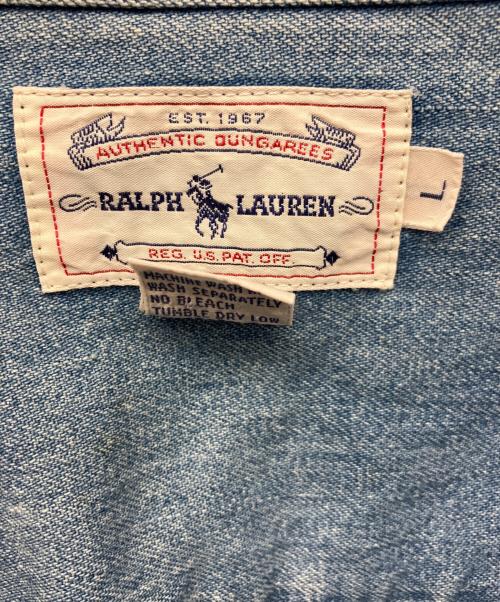 EST. 1967
AUTHENTIC DUNGAREES
RALPH LAUREN
L
REG. U.S. PAT. OFF.
MACHINE WASH
WASH SEPARATELY
NO BLEACH
TUMBLE DRY LOW